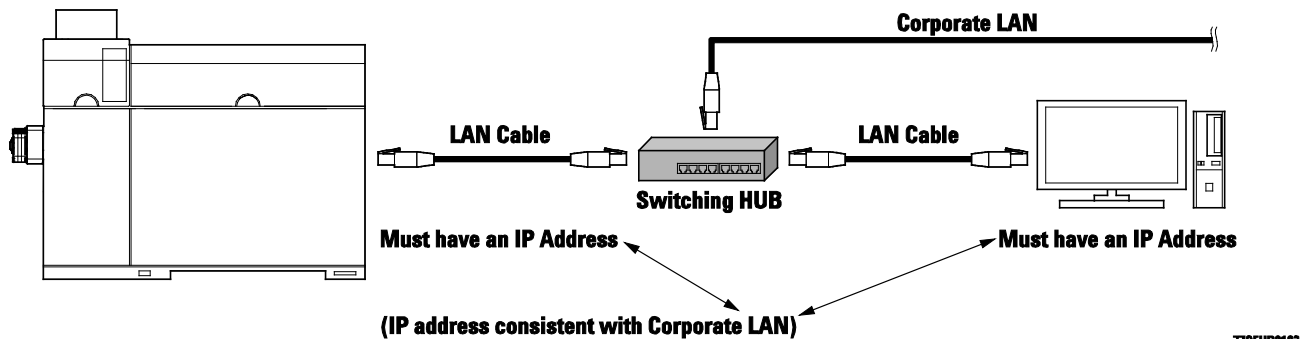 Corporate LAN
LAN Cable
LAN Cable
Switching HUB
Must have an IP Address
Must have an IP Address
(IP address consistent with Corporate LAN)